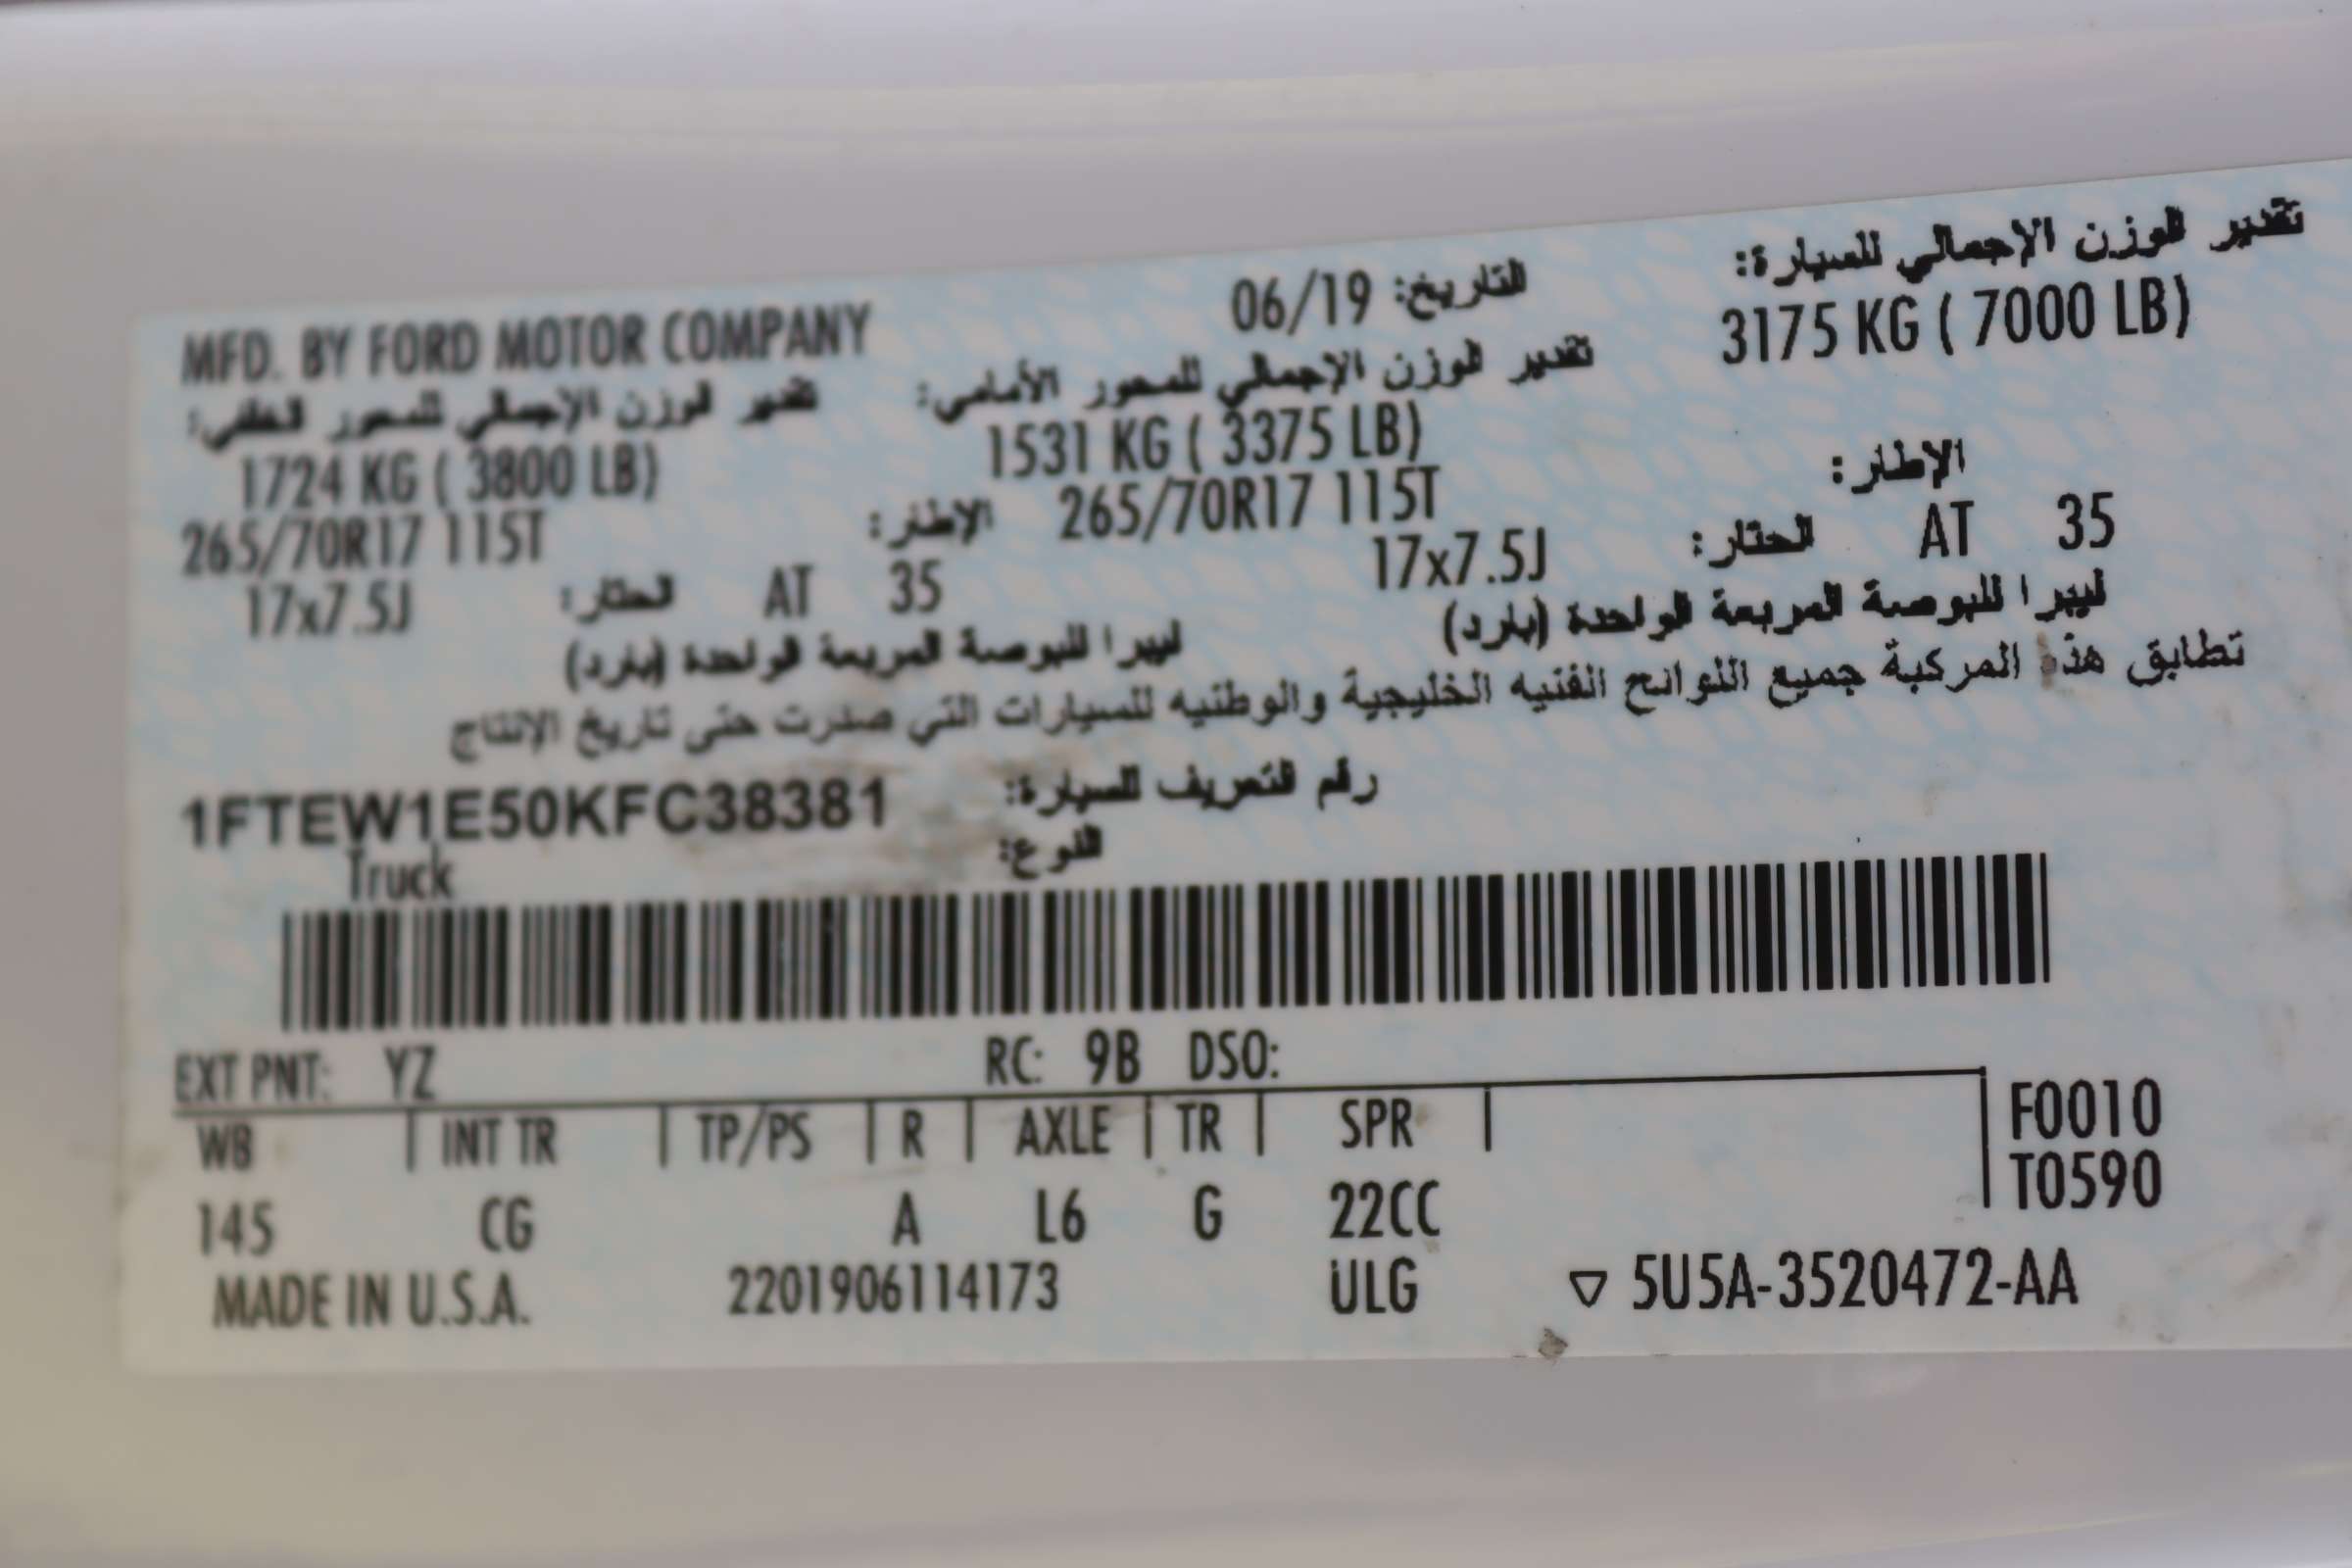 MFD. BY FORD MOTOR COMPANY 06/19 التاريخ: تقدير الوزن الإجمالي للسيارة:
3175 KG ( 7000 LB)
تقدير الوزن الإجمالي للمحور الخلفي: تقدير الوزن الإجمالي للمحور الأمامي:
1724 KG ( 3800 LB) 1531 KG ( 3375 LB)
265/70R17 115T الإطار: 265/70R17 115T الإطار:
17x7.5J الحتار: AT 35 17x7.5J الحتار: AT 35
ليبرا للبوصة المربعة الواحدة (بارد) ليبرا للبوصة المربعة الواحدة (بارد)
تطابق هذه المركبة جميع اللوائح الفنيه الخليجية والوطنيه للسيارات التي صدرت حتى تاريخ الإنتاج
1FTEW1E50KFC38381 رقم التعريف للسيارة:
Truck النوع:
EXT PNT: YZ RC: 9B DSO:
WB | INT TR | TP/PS | R | AXLE | TR | SPR | F0010
T0590
145 CG A L6 G 22CC
MADE IN U.S.A. 2201906114173 ULG ▽ 5U5A-3520472-AA